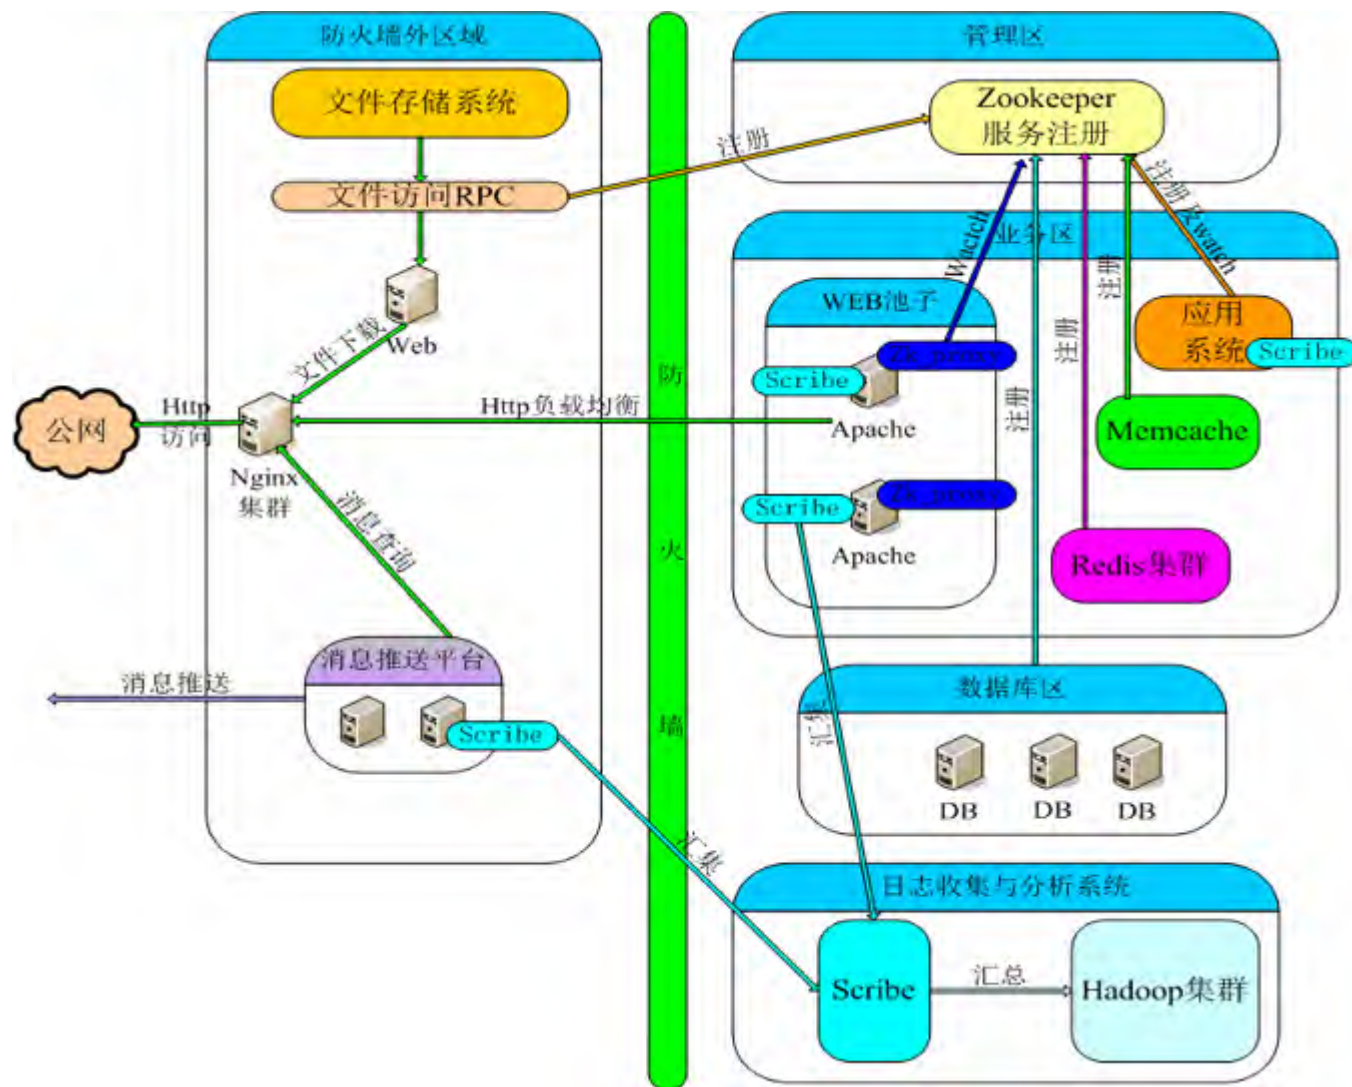 防火墙外区域
文件存储系统
文件访问RPC
Web
文件下载
公网
Http
访问
Nginx
集群
消息查询
消息推送平台
Scribe
消息推送
注册
Http负载均衡
汇集
防
火
墙
管理区
Zookeeper
服务注册
业务区
WEB池子
Wactch
Zk proxy
Scribe
Apache
Zk proxy
Scribe
Apache
注册
注册
注册
注册及watch
应用
系统
Scribe
Memcache
Redis集群
汇集
数据库区
DB
DB
DB
日志收集与分析系统
Scribe
汇总
Hadoop集群